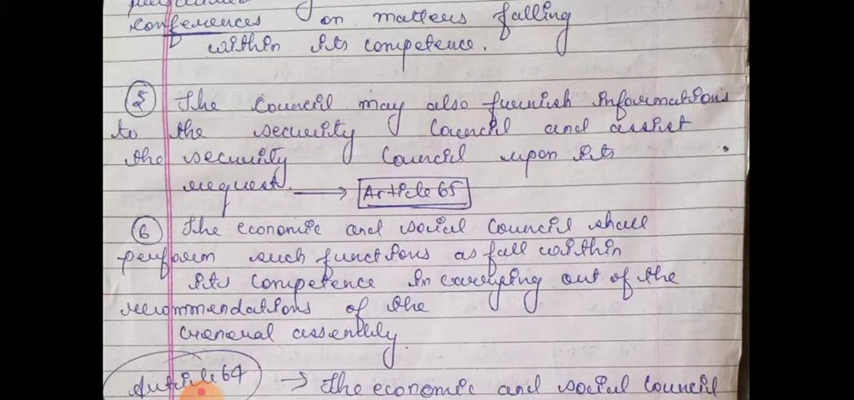 conferences on matters falling
within its competence.
(5) The Council may also furnish informations
to the security Council and assist
the security Council upon its
request. → Article 65
(6) The economic and social Council shall
perform such functions as fall within
its competence in carrying out of the
recommendations of the
General assembly.
Article 64 → The economic and social Council